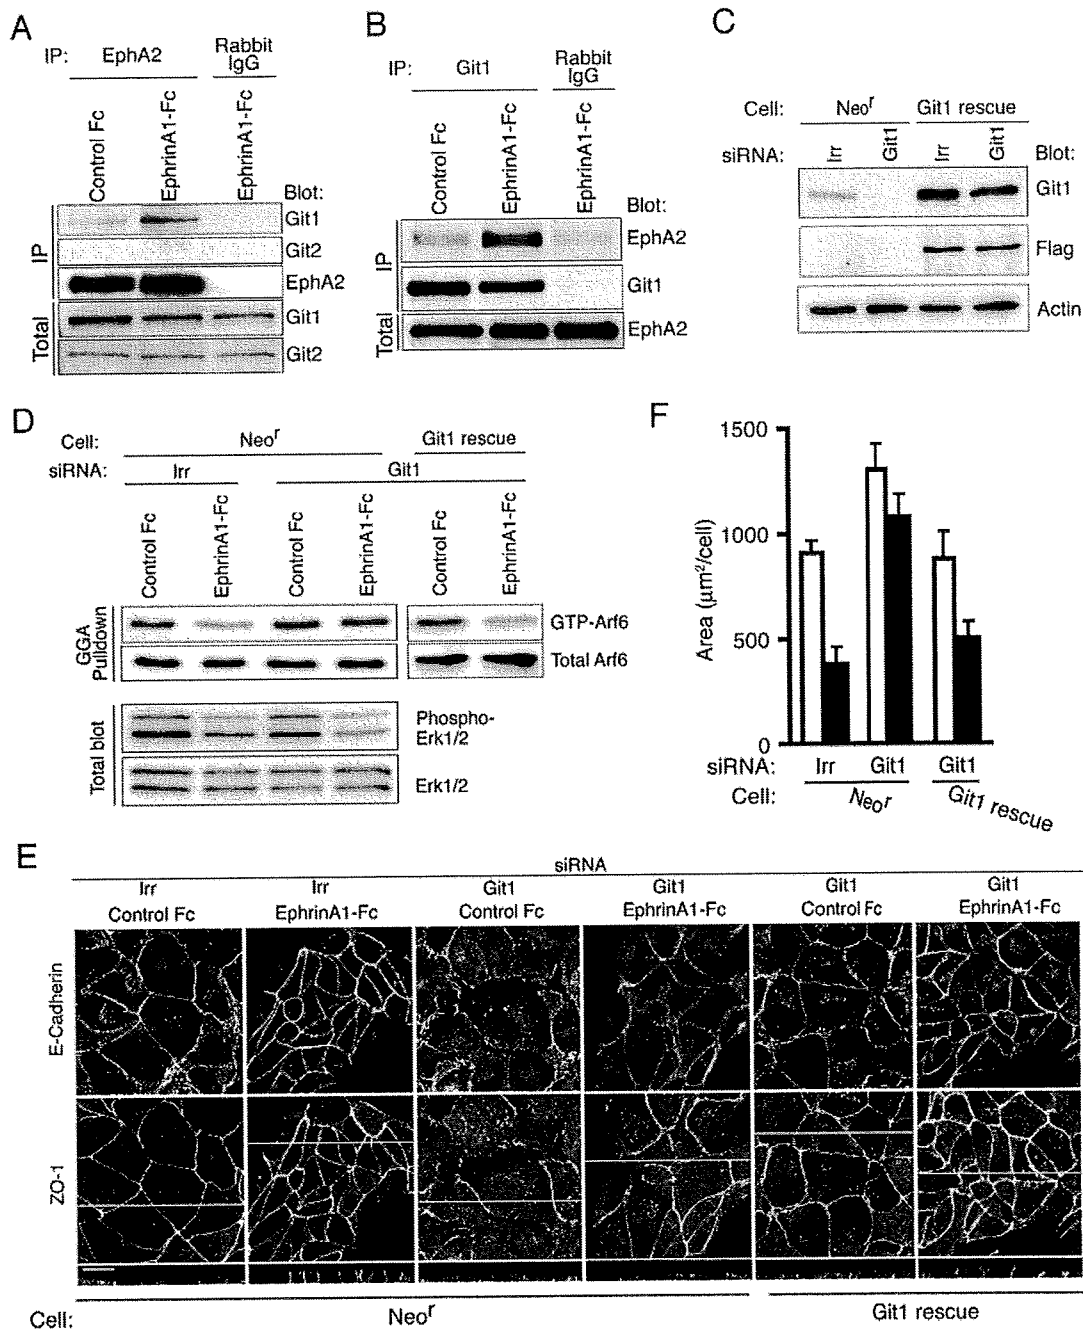 A
IP: EphA2 Rabbit IgG
Control Fc
EphrinA1-Fc
EphrinA1-Fc
Blot:
IP
Git1
Git2
EphA2
Total
Git1
Git2
B
IP: Git1 Rabbit IgG
Control Fc
EphrinA1-Fc
EphrinA1-Fc
Blot:
IP
EphA2
Git1
Total
EphA2
C
Cell: Neoʳ Git1 rescue
siRNA: Irr Git1 Irr Git1 Blot:
Git1
Flag
Actin
D
Cell: Neoʳ Git1 rescue
siRNA: Irr Git1
Control Fc
EphrinA1-Fc
Control Fc
EphrinA1-Fc
Control Fc
EphrinA1-Fc
GGA
Pulldown
GTP-Arf6
Total Arf6
Total blot
Phospho-
Erk1/2
Erk1/2
F
Area (μm²/cell)
1500
1000
500
0
siRNA: Irr Git1 Git1
Cell: Neoʳ Git1 rescue
E
siRNA
Irr Irr Git1 Git1 Git1 Git1
Control Fc EphrinA1-Fc Control Fc EphrinA1-Fc Control Fc EphrinA1-Fc
E-Cadherin
ZO-1
Cell: Neoʳ Git1 rescue